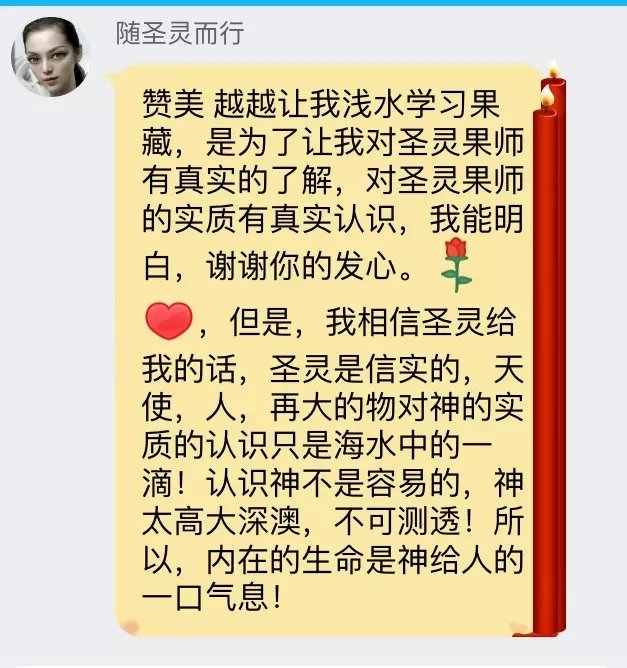 随圣灵而行
赞美 越越让我浅水学习果
藏，是为了让我对圣灵果师
有真实的了解，对圣灵果师
的实质有真实认识，我能明
白，谢谢你的发心。
，但是，我相信圣灵给
我的话，圣灵是信实的，天
使，人，再大的物对神的实
质的认识只是海水中的一
滴！认识神不是容易的，神
太高大深澳，不可测透！所
以，内在的生命是神给人的
一口气息！